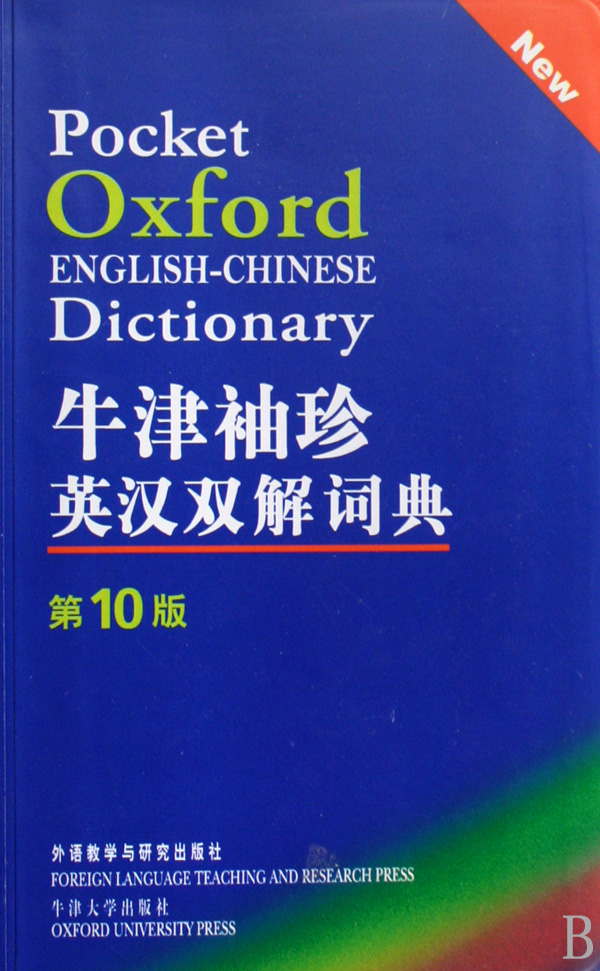 New
Pocket
Oxford
ENGLISH-CHINESE
Dictionary
牛津袖珍
英汉双解词典
第10版
外语教学与研究出版社
FOREIGN LANGUAGE TEACHING AND RESEARCH PRESS
牛津大学出版社
OXFORD UNIVERSITY PRESS
B